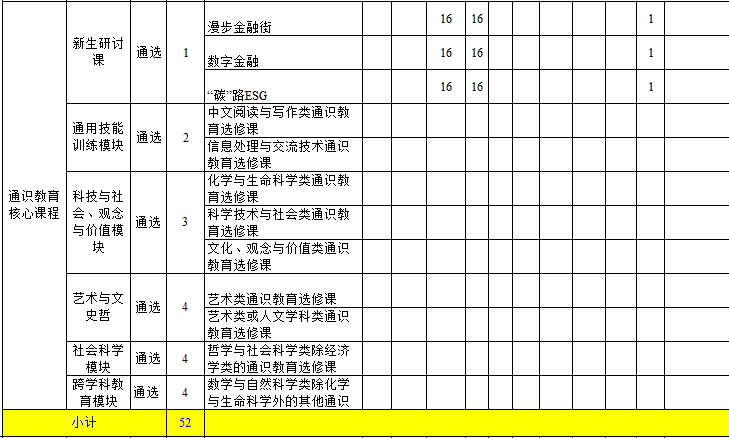 漫步金融街 16 16 1
新生研讨课 通选 1 数字金融 16 16 1
“碳”路ESG 16 16 1
通识教育核心课程
通用技能训练模块 通选 2
中文阅读与写作类通识教育选修课
信息处理与交流技术通识教育选修课
科技与社会、观念与价值模块 通选 3
化学与生命科学类通识教育选修课
科学技术与社会类通识教育选修课
文化、观念与价值类通识教育选修课
艺术与文史哲 通选 4
艺术类通识教育选修课
艺术类或人文学科类通识教育选修课
社会科学模块 通选 4
哲学与社会科学类除经济学类的通识教育选修课
跨学科教育模块 通选 4
数学与自然科学类除化学与生命科学外的其他通识
小计 52